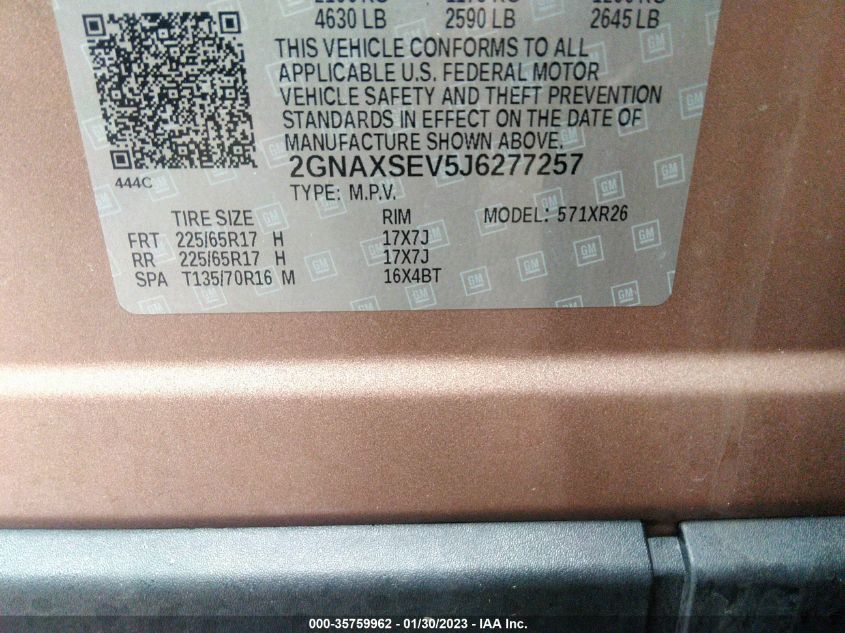 4630 LB 2590 LB 2645 LB
THIS VEHICLE CONFORMS TO ALL
APPLICABLE U.S. FEDERAL MOTOR
VEHICLE SAFETY AND THEFT PREVENTION
STANDARDS IN EFFECT ON THE DATE OF
MANUFACTURE SHOWN ABOVE.
2GNAXSEV5J6277257
444C
TYPE: M.P.V.
TIRE SIZE RIM MODEL: 571XR26
FRT 225/65R17 H 17X7J
RR 225/65R17 H 17X7J
SPA T135/70R16 M 16X4BT
000-35759962 - 01/30/2023 - IAA Inc.